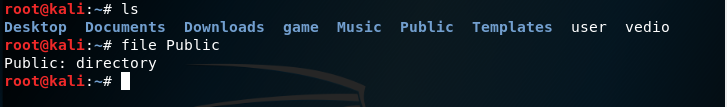 root@kali:~# ls
Desktop Documents Downloads game Music Public Templates user vedio
root@kali:~# file Public
Public: directory
root@kali:~#